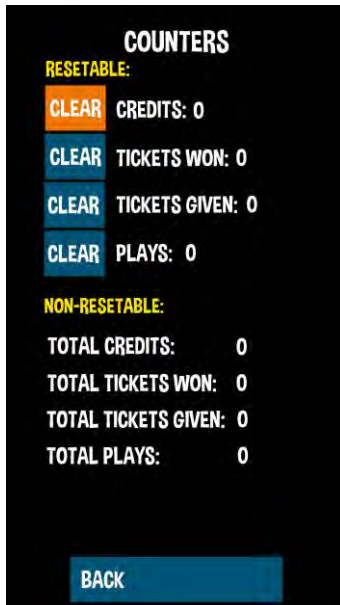 COUNTERS
RESETABLE:
CLEAR CREDITS: 0
CLEAR TICKETS WON: 0
CLEAR TICKETS GIVEN: 0
CLEAR PLAYS: 0
NON-RESETABLE:
TOTAL CREDITS: 0
TOTAL TICKETS WON: 0
TOTAL TICKETS GIVEN: 0
TOTAL PLAYS: 0
BACK